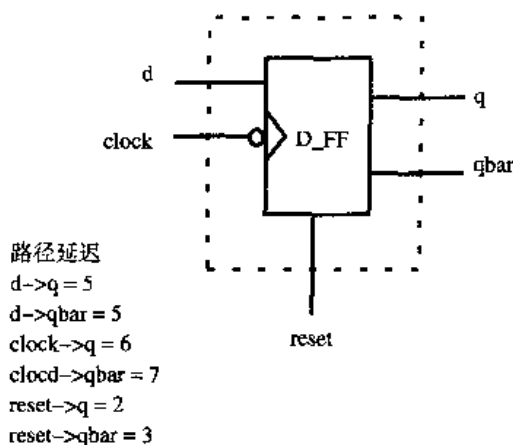 d
clock
D_FF
q
qbar
reset
路径延迟
d->q = 5
d->qbar = 5
clock->q = 6
clocd->qbar = 7
reset->q = 2
reset->qbar = 3